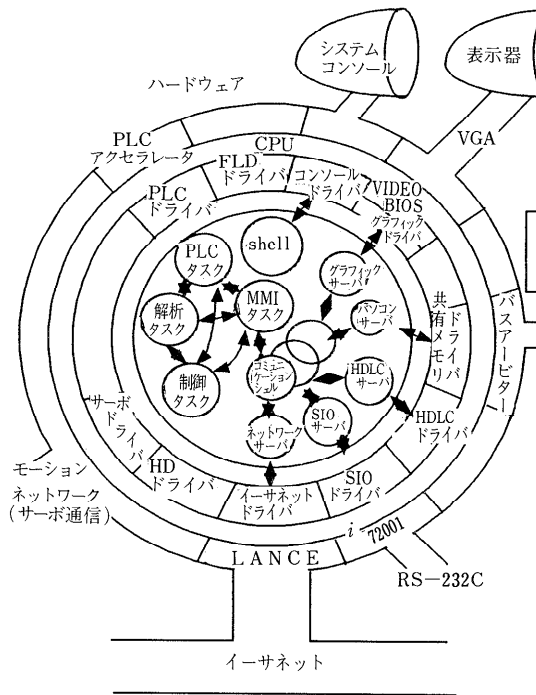 システム
コンソール
表示器
ハードウェア
PLC
アクセラレータ
CPU
VGA
FLD
ドライバ
コンソール
ドライバ
VIDEO
BIOS
グラフィック
ドライバ
PLC
ドライバ
shell
PLC
タスク
グラフィック
サーバ
MMI
タスク
パソコン
サーバ
解析
タスク
共有メモリ
ドライバ
バスアービター
制御
タスク
コミュニ
ケーション
シェル
HDLC
サーバ
SIO
サーバ
ネットワーク
サーバ
HDLC
ドライバ
サーボ
ドライバ
HD
ドライバ
SIO
ドライバ
イーサネット
ドライバ
モーション
ネットワーク
(サーボ通信)
i
72001
LANCE
RS-232C
イーサネット